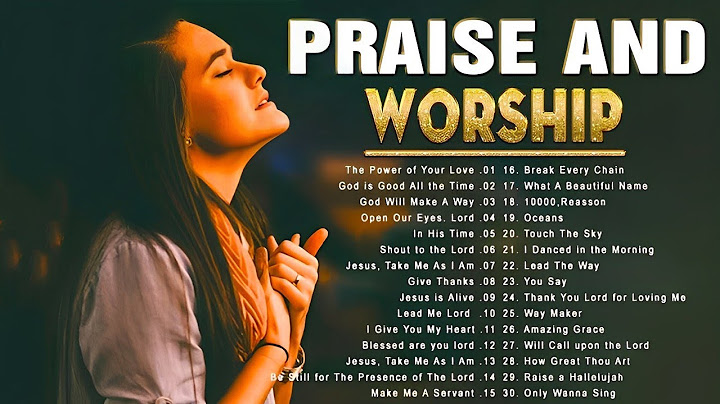 PRAISE AND
WORSHIP
The Power of Your Love .01
God is Good All the Time .02
God Will Make A Way .03
Open Our Eyes. Lord .04
In His Time .05
Shout to the Lord .06
Jesus, Take Me As I Am .07
Give Thanks .08
Jesus is Alive .09
Lead Me Lord .10
I Give You My Heart .11
Blessed are you lord .12
Jesus, Take Me As I Am .13
Be Still for The Presence of The Lord .14
Make Me A Servant .15
16. Break Every Chain
17. What A Beautiful Name
18. 10000,Reasson
19. Oceans
20. Touch The Sky
21. I Danced in the Morning
22. Lead The Way
23. You Say
24. Thank You Lord for Loving Me
25. Way Maker
26. Amazing Grace
27. Will Call upon the Lord
28. How Great Thou Art
29. Raise a Hallelujah
30. Only Wanna Sing